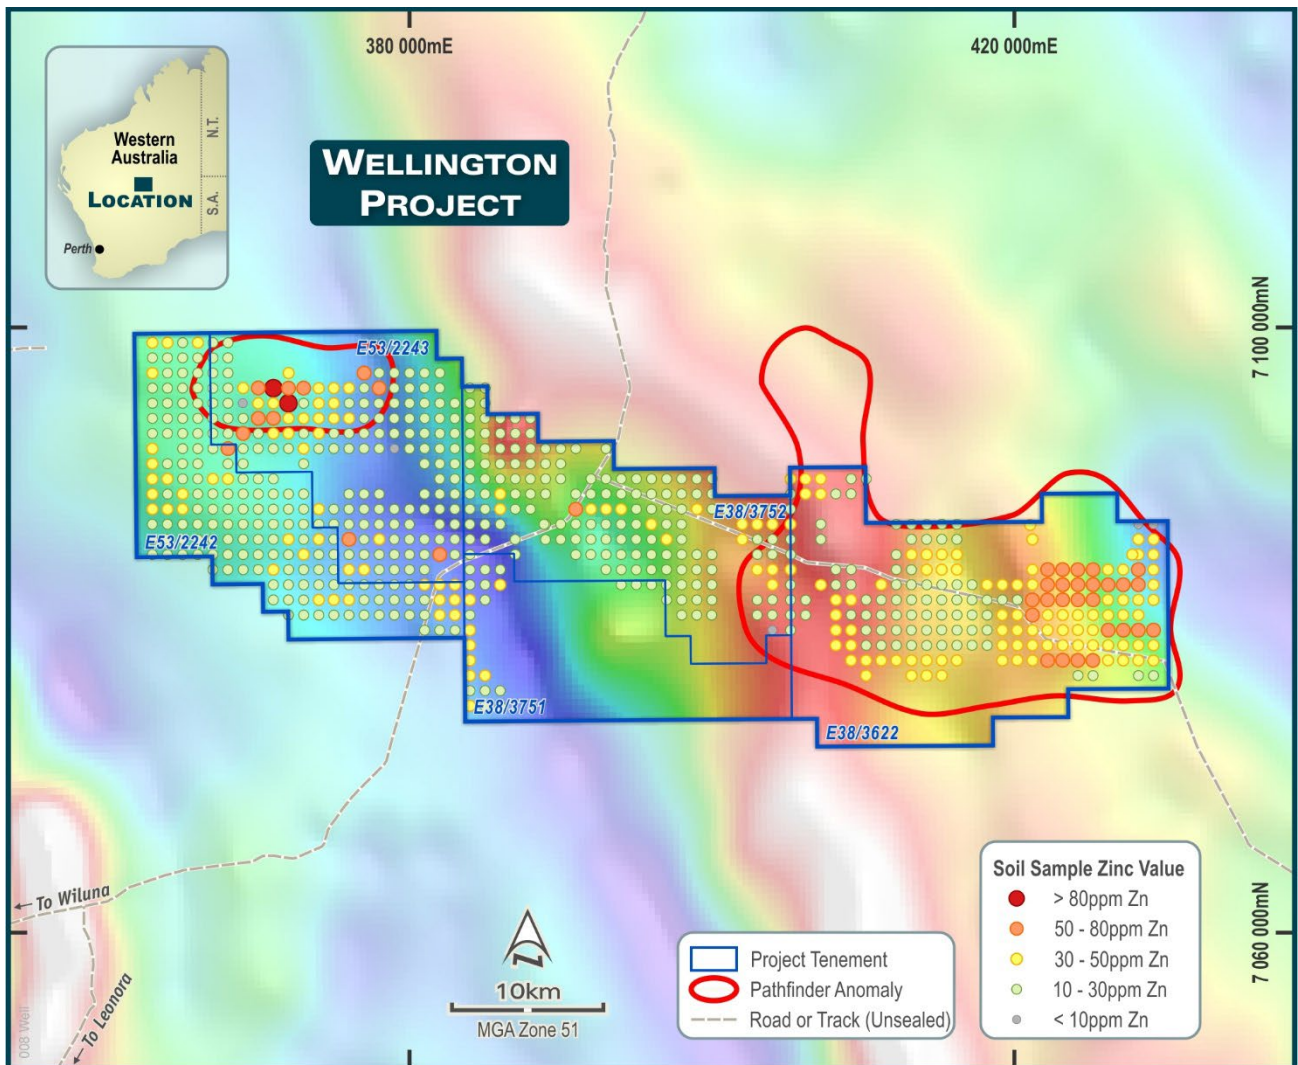 380 000mE
420 000mE
Western
Australia
LOCATION
Perth
N.T.
S.A.
WELLINGTON
PROJECT
7 100 000mN
E53/2243
E53/2242
E38/3752
E38/3751
E38/3622
To Wiluna
To Leonora
008 Well
N
10km
MGA Zone 51
Project Tenement
Pathfinder Anomaly
Road or Track (Unsealed)
Soil Sample Zinc Value
> 80ppm Zn
50 - 80ppm Zn
30 - 50ppm Zn
10 - 30ppm Zn
< 10ppm Zn
7 060 000mN